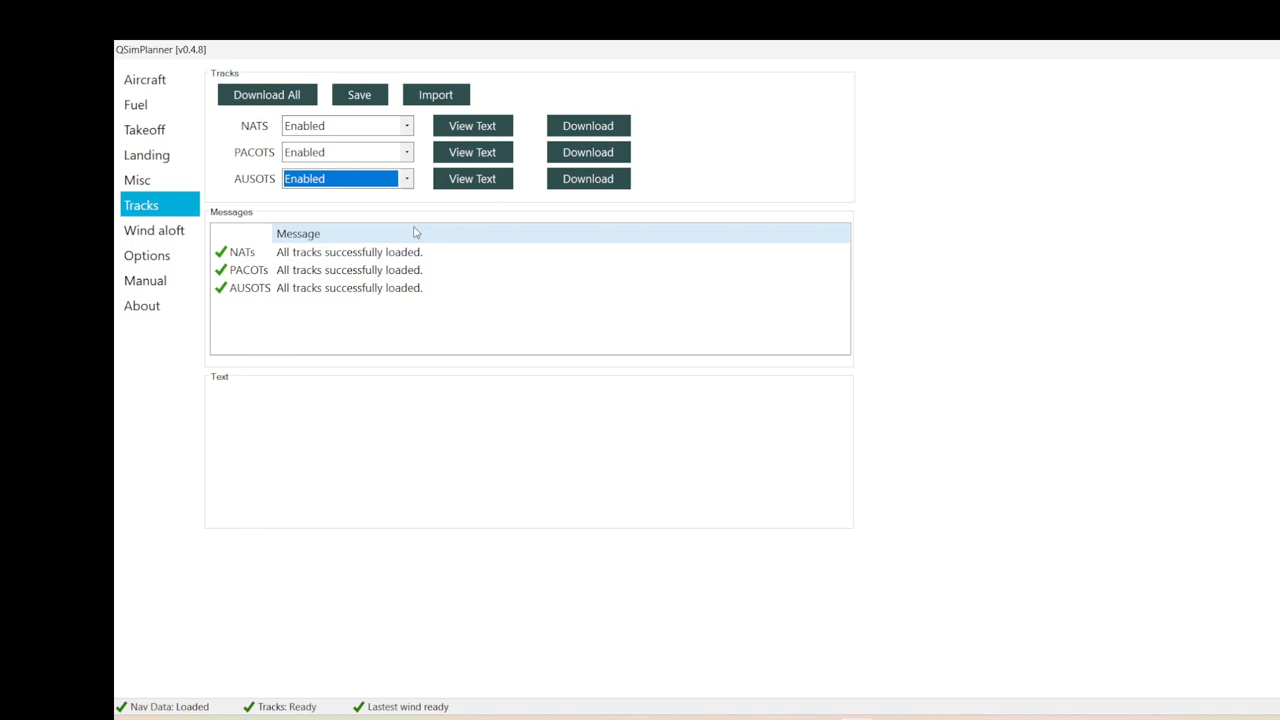 QSimPlanner [v0.4.8]
Aircraft
Fuel
Takeoff
Landing
Misc
Tracks
Wind aloft
Options
Manual
About
Tracks
Download All Save Import
NATS Enabled View Text Download
PACOTS Enabled View Text Download
AUSOTS Enabled View Text Download
Messages
Message
NATs All tracks successfully loaded.
PACOTs All tracks successfully loaded.
AUSOTS All tracks successfully loaded.
Text
Nav Data: Loaded Tracks: Ready Lastest wind ready